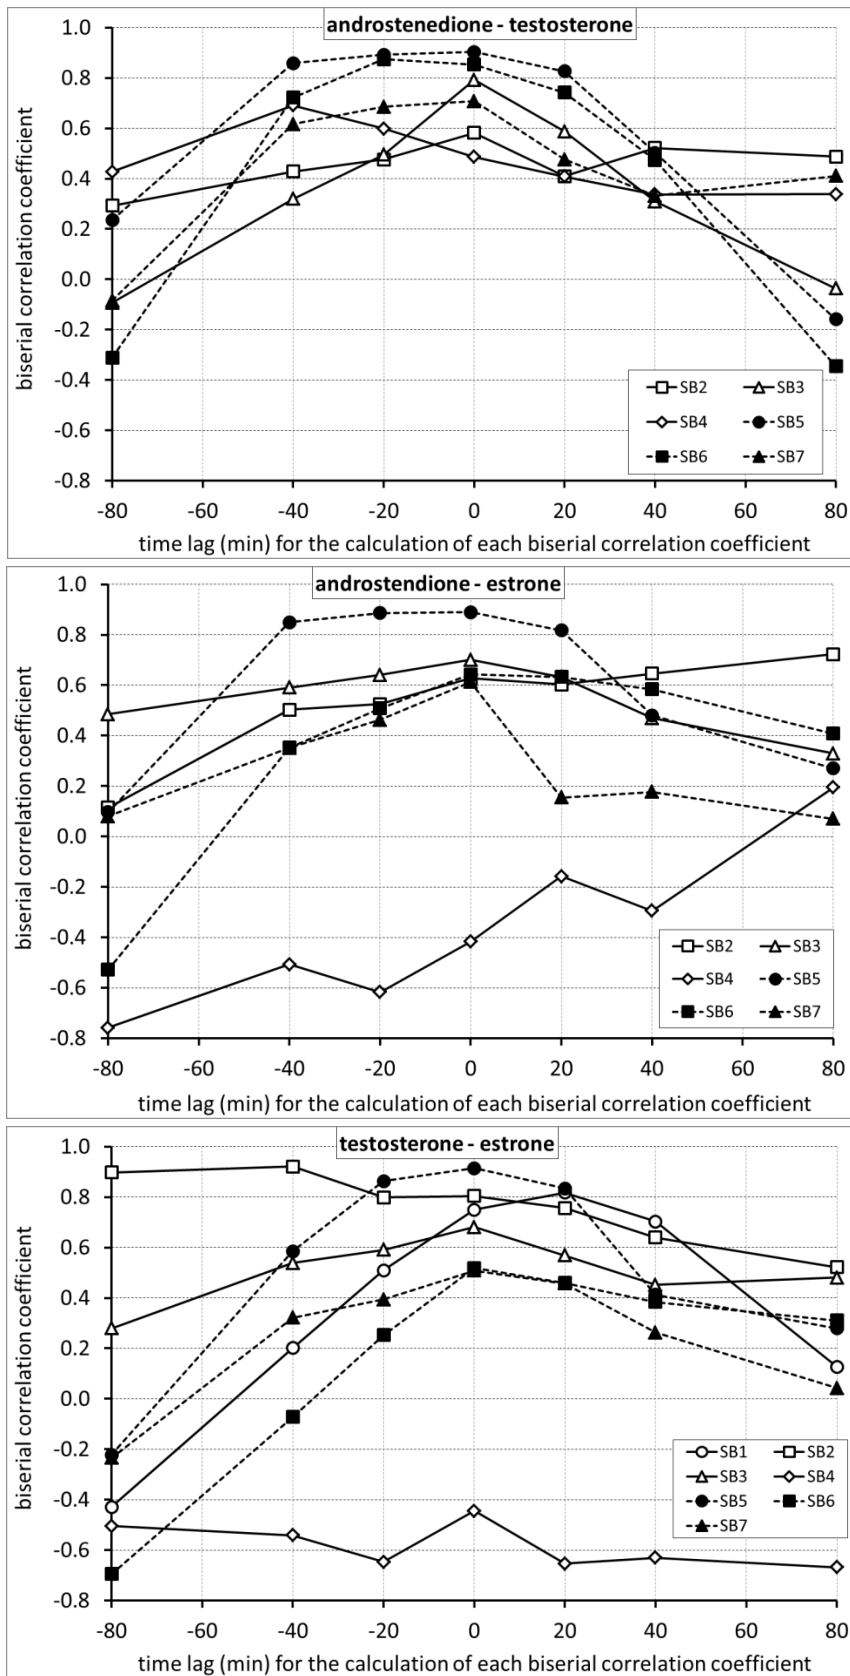 androstenedione - testosterone
biserial correlation coefficient
1.0
0.8
0.6
0.4
0.2
0.0
-0.2
-0.4
-0.6
-0.8
SB2 SB3
SB4 SB5
SB6 SB7
-80 -60 -40 -20 0 20 40 60 80
time lag (min) for the calculation of each biserial correlation coefficient
androstendione - estrone
biserial correlation coefficient
1.0
0.8
0.6
0.4
0.2
0.0
-0.2
-0.4
-0.6
-0.8
SB2 SB3
SB4 SB5
SB6 SB7
-80 -60 -40 -20 0 20 40 60 80
time lag (min) for the calculation of each biserial correlation coefficient
testosterone - estrone
biserial correlation coefficient
1.0
0.8
0.6
0.4
0.2
0.0
-0.2
-0.4
-0.6
-0.8
SB1 SB2
SB3 SB4
SB5 SB6
SB7
-80 -60 -40 -20 0 20 40 60 80
time lag (min) for the calculation of each biserial correlation coefficient